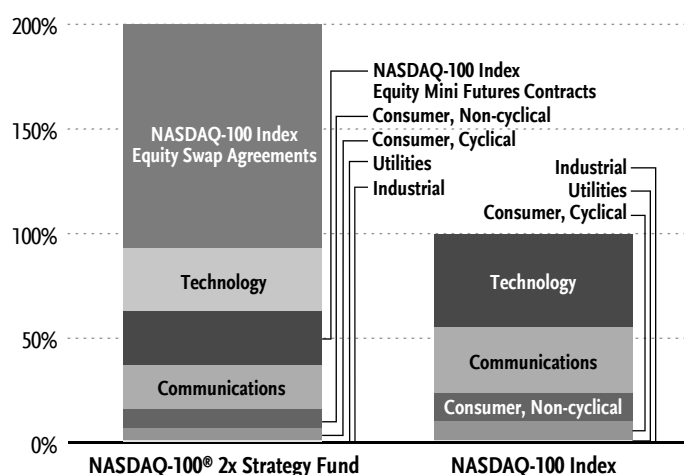 200%
150%
100%
50%
0%
NASDAQ-100 Index
Equity Swap Agreements
Technology
Communications
NASDAQ-100 Index
Equity Mini Futures Contracts
Consumer, Non-cyclical
Consumer, Cyclical
Utilities
Industrial
Industrial
Utilities
Consumer, Cyclical
Technology
Communications
Consumer, Non-cyclical
NASDAQ-100® 2x Strategy Fund
NASDAQ-100 Index